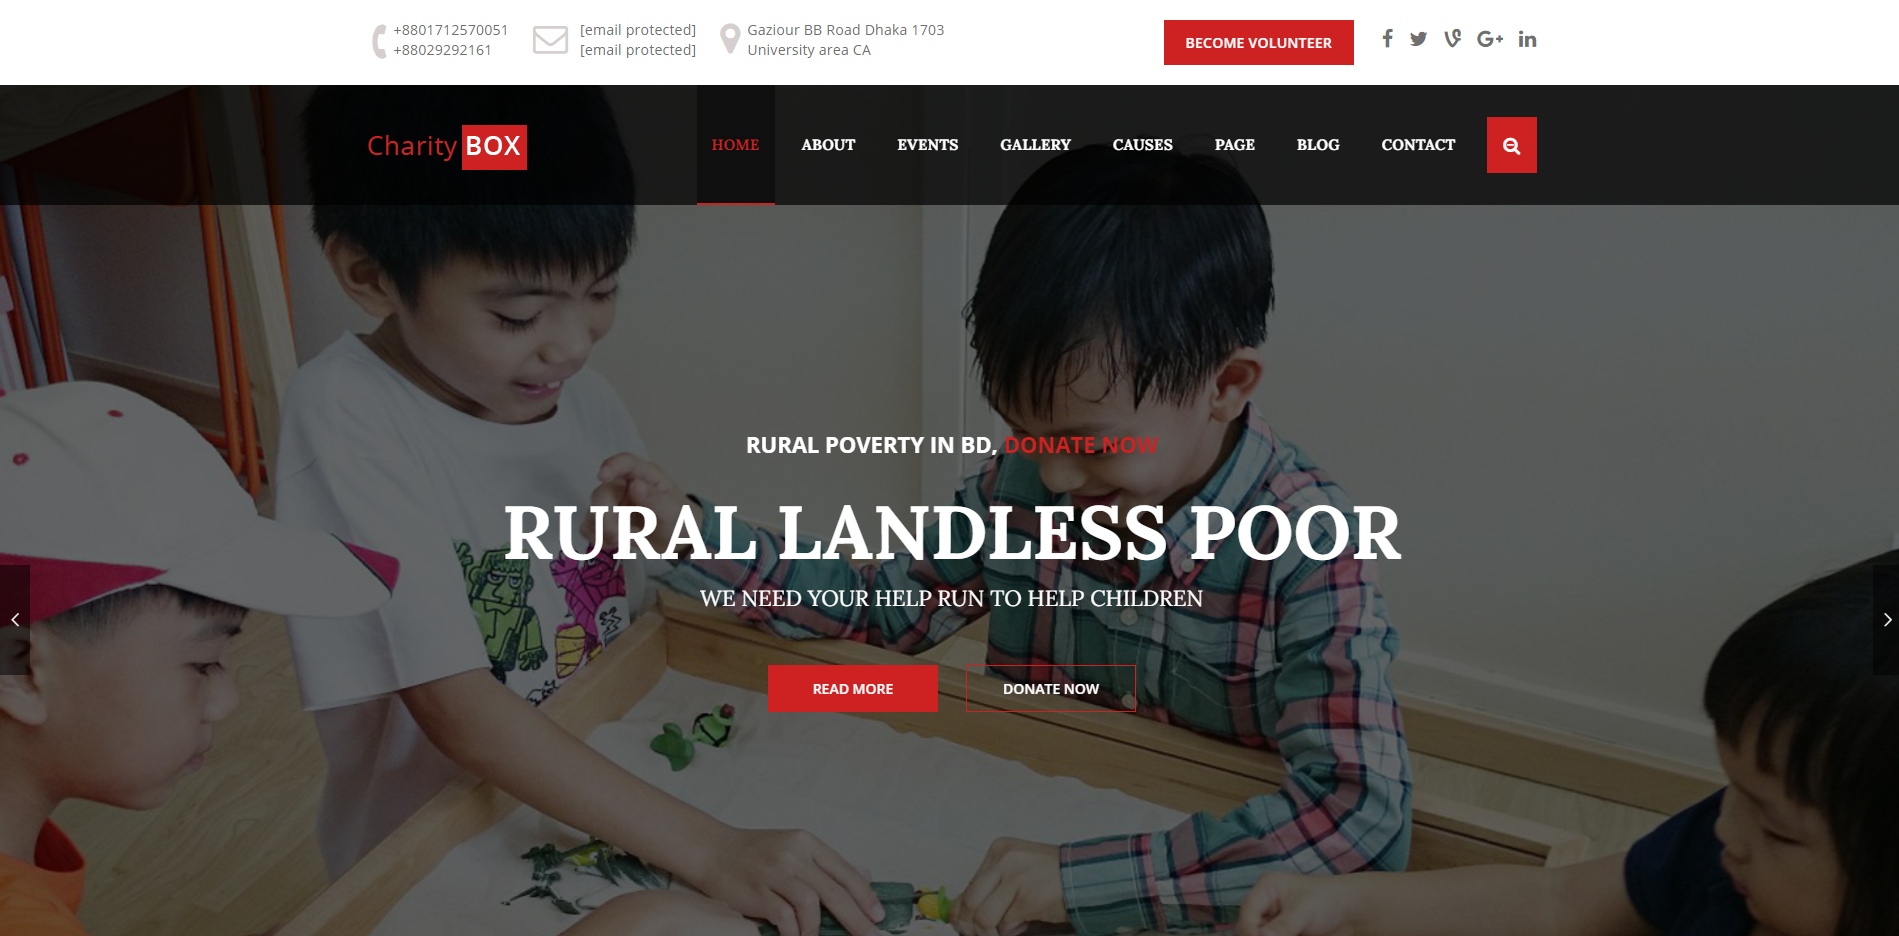 +8801712570051
+88029292161
[email protected]
[email protected]
Gaziour BB Road Dhaka 1703
University area CA
BECOME VOLUNTEER
Charity BOX
HOME ABOUT EVENTS GALLERY CAUSES PAGE BLOG CONTACT
RURAL POVERTY IN BD, DONATE NOW
RURAL LANDLESS POOR
WE NEED YOUR HELP RUN TO HELP CHILDREN
READ MORE DONATE NOW